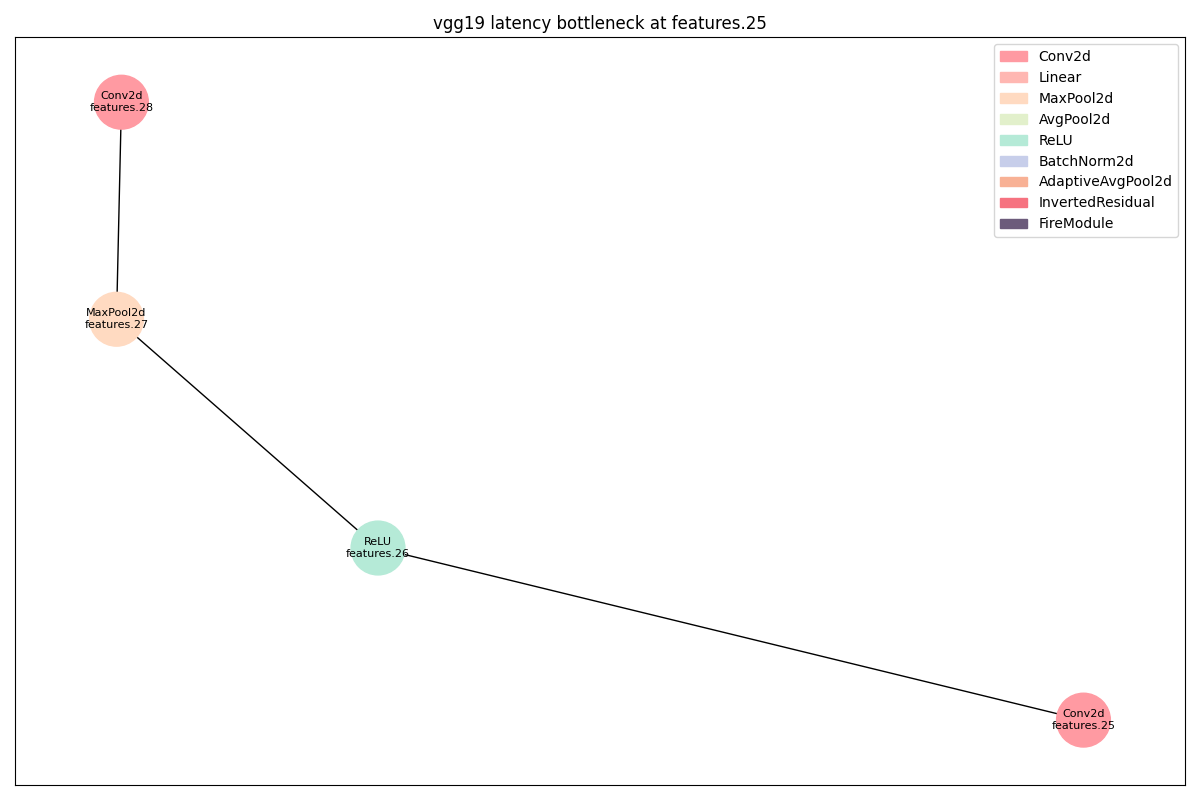 vgg19 latency bottleneck at features.25
Conv2d
Linear
MaxPool2d
AvgPool2d
ReLU
BatchNorm2d
AdaptiveAvgPool2d
InvertedResidual
FireModule
Conv2d
features.28
MaxPool2d
features.27
ReLU
features.26
Conv2d
features.25